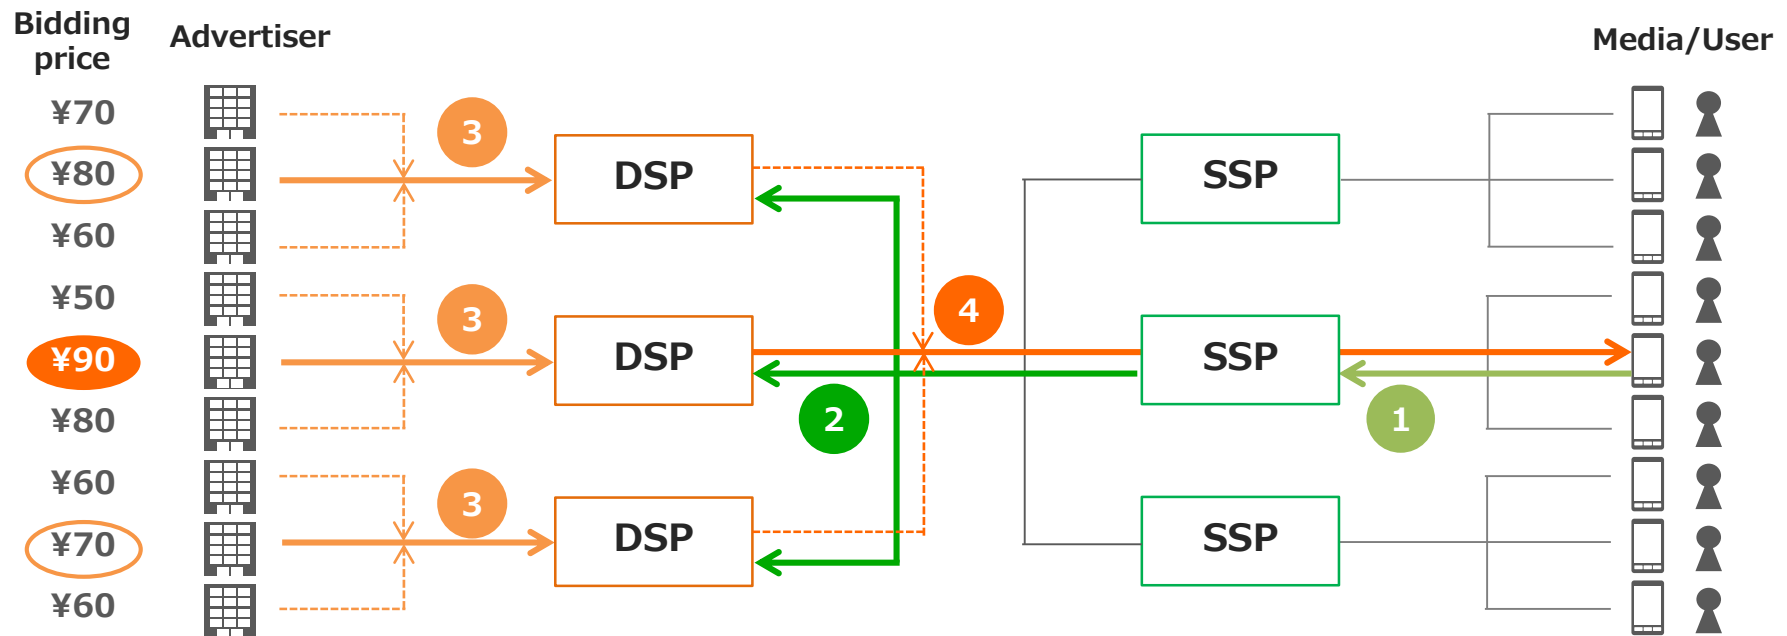 Bidding
price
Advertiser
Media/User
¥70
3
DSP
SSP
¥80
¥60
¥50
3
4
DSP
SSP
¥90
2
1
¥80
¥60
3
DSP
SSP
¥70
¥60